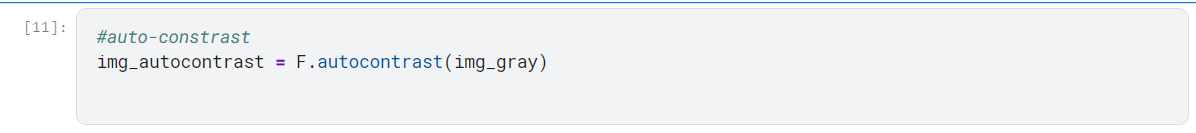 [11]:
#auto-constrast
img_autocontrast = F.autocontrast(img_gray)